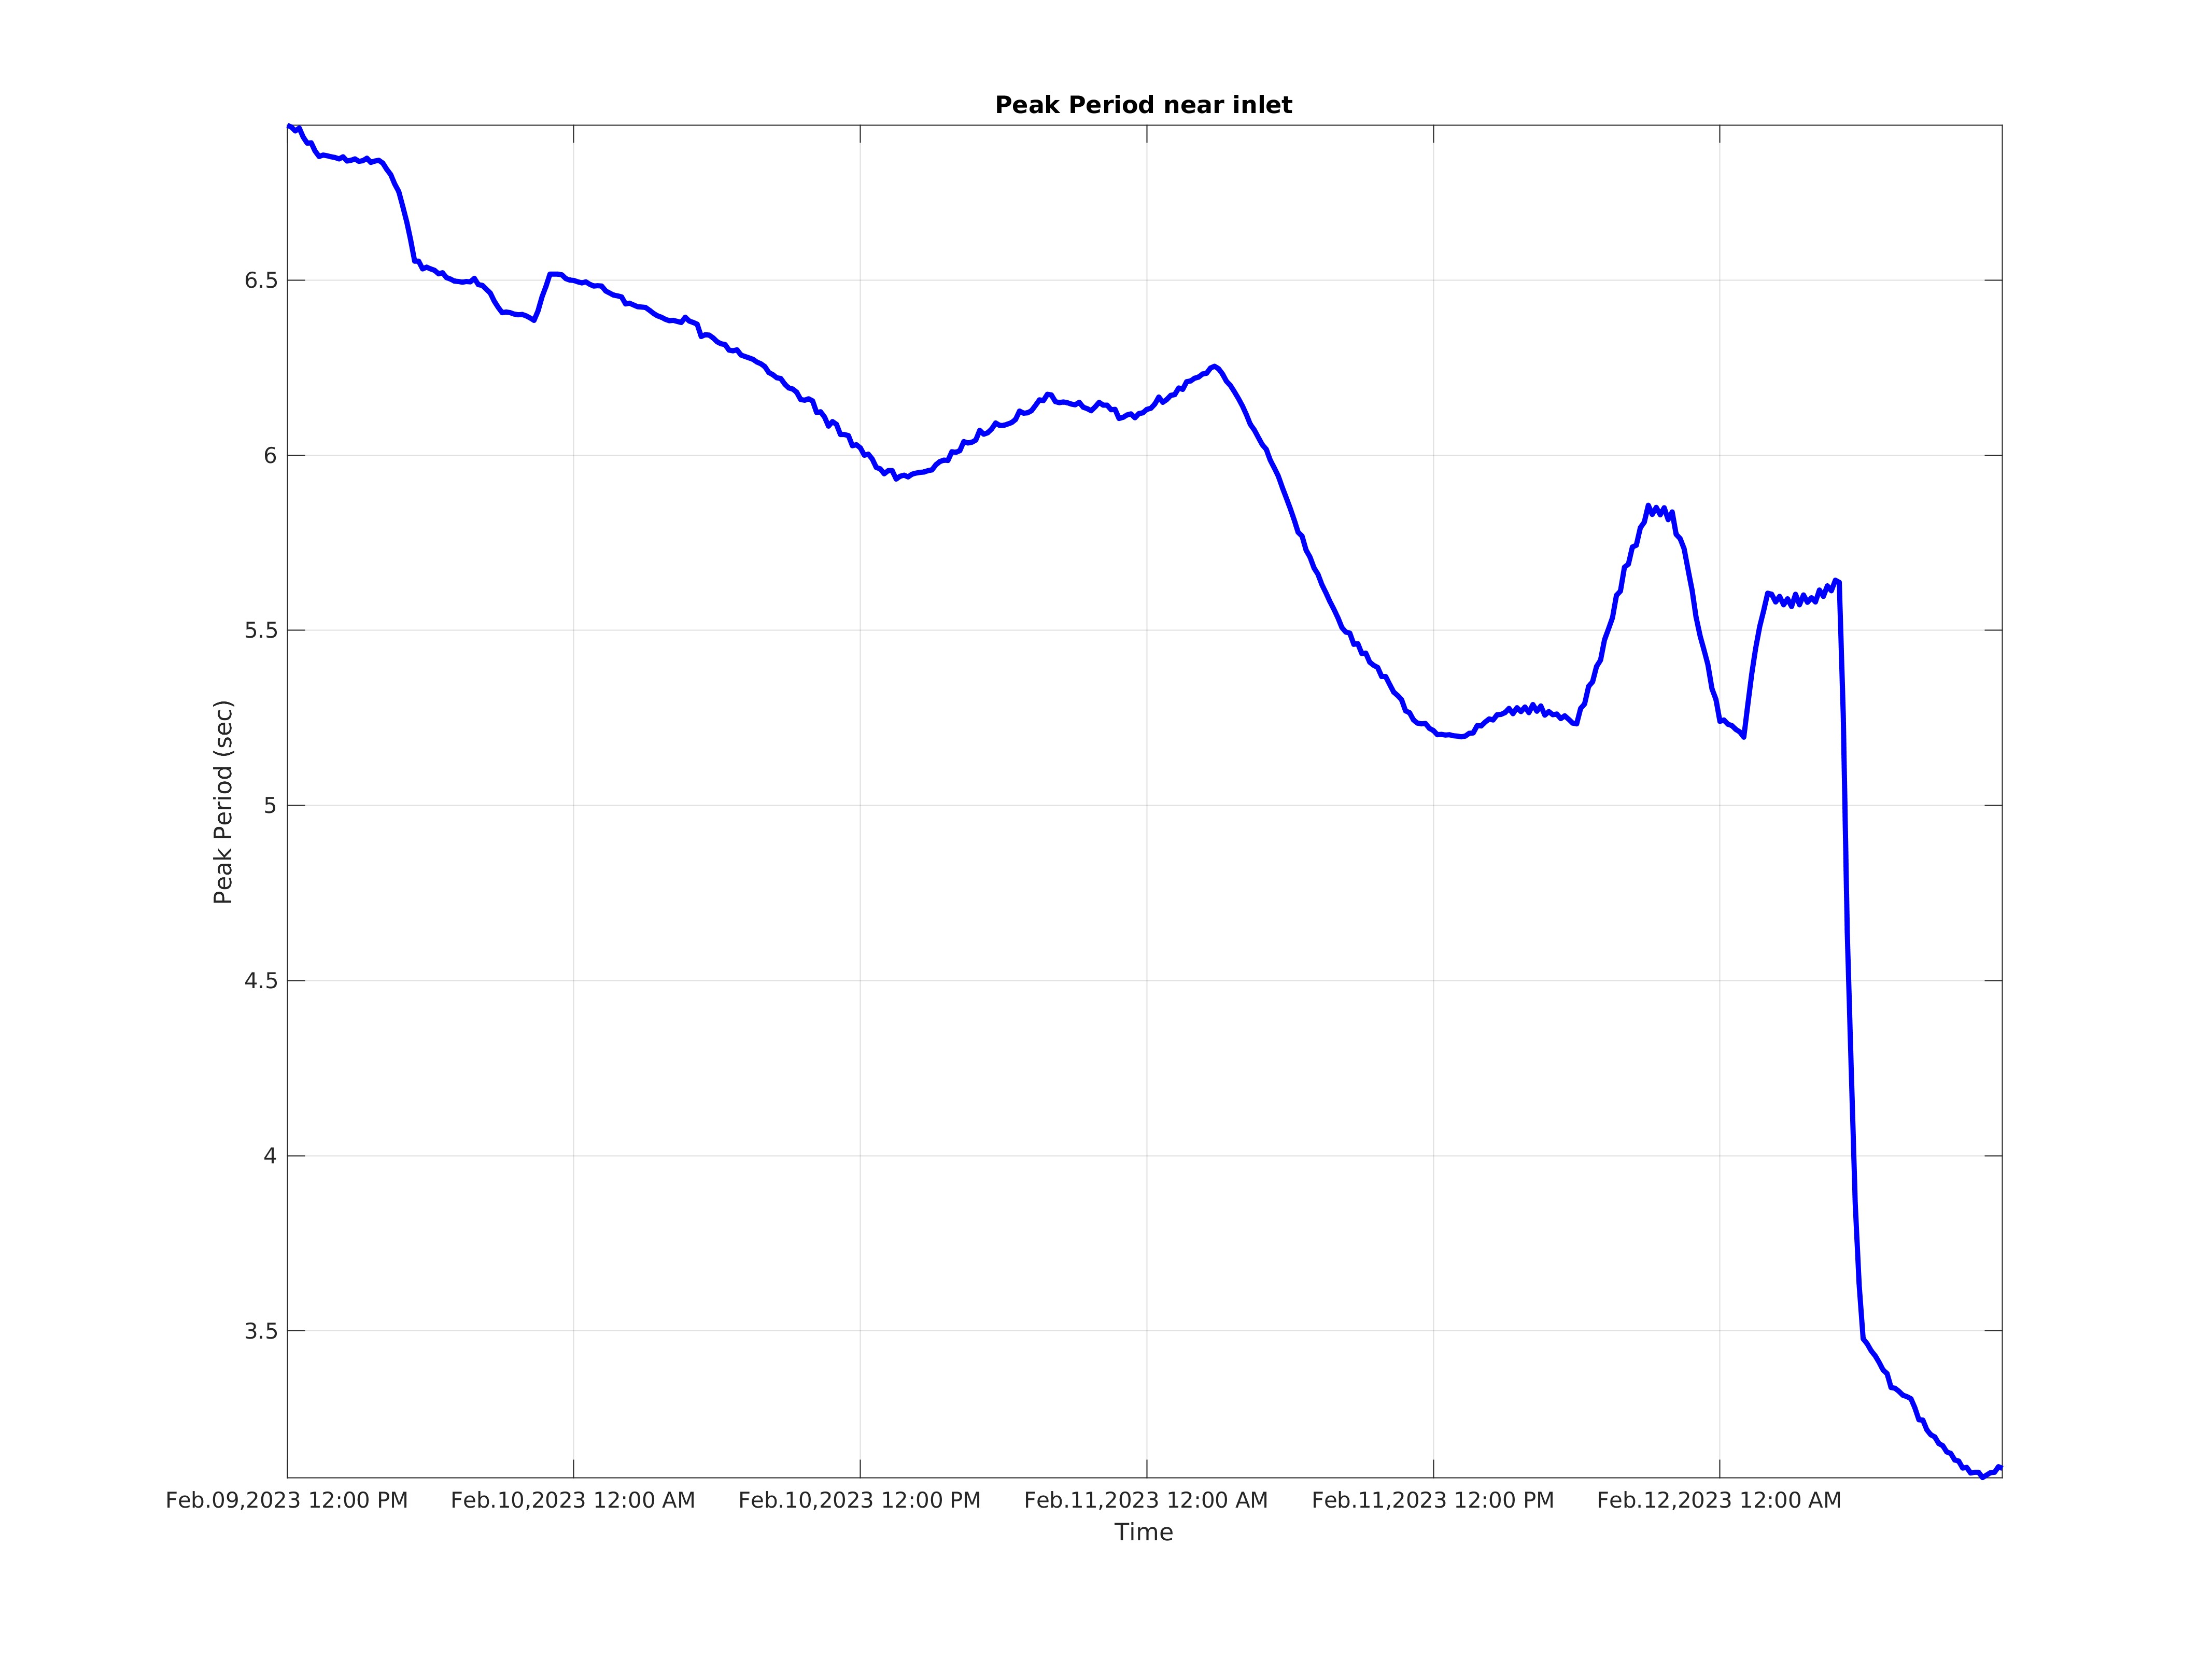 Peak Period near inlet
Peak Period (sec)
6.5
6
5.5
5
4.5
4
3.5
Feb.09,2023 12:00 PM
Feb.10,2023 12:00 AM
Feb.10,2023 12:00 PM
Feb.11,2023 12:00 AM
Feb.11,2023 12:00 PM
Feb.12,2023 12:00 AM
Time